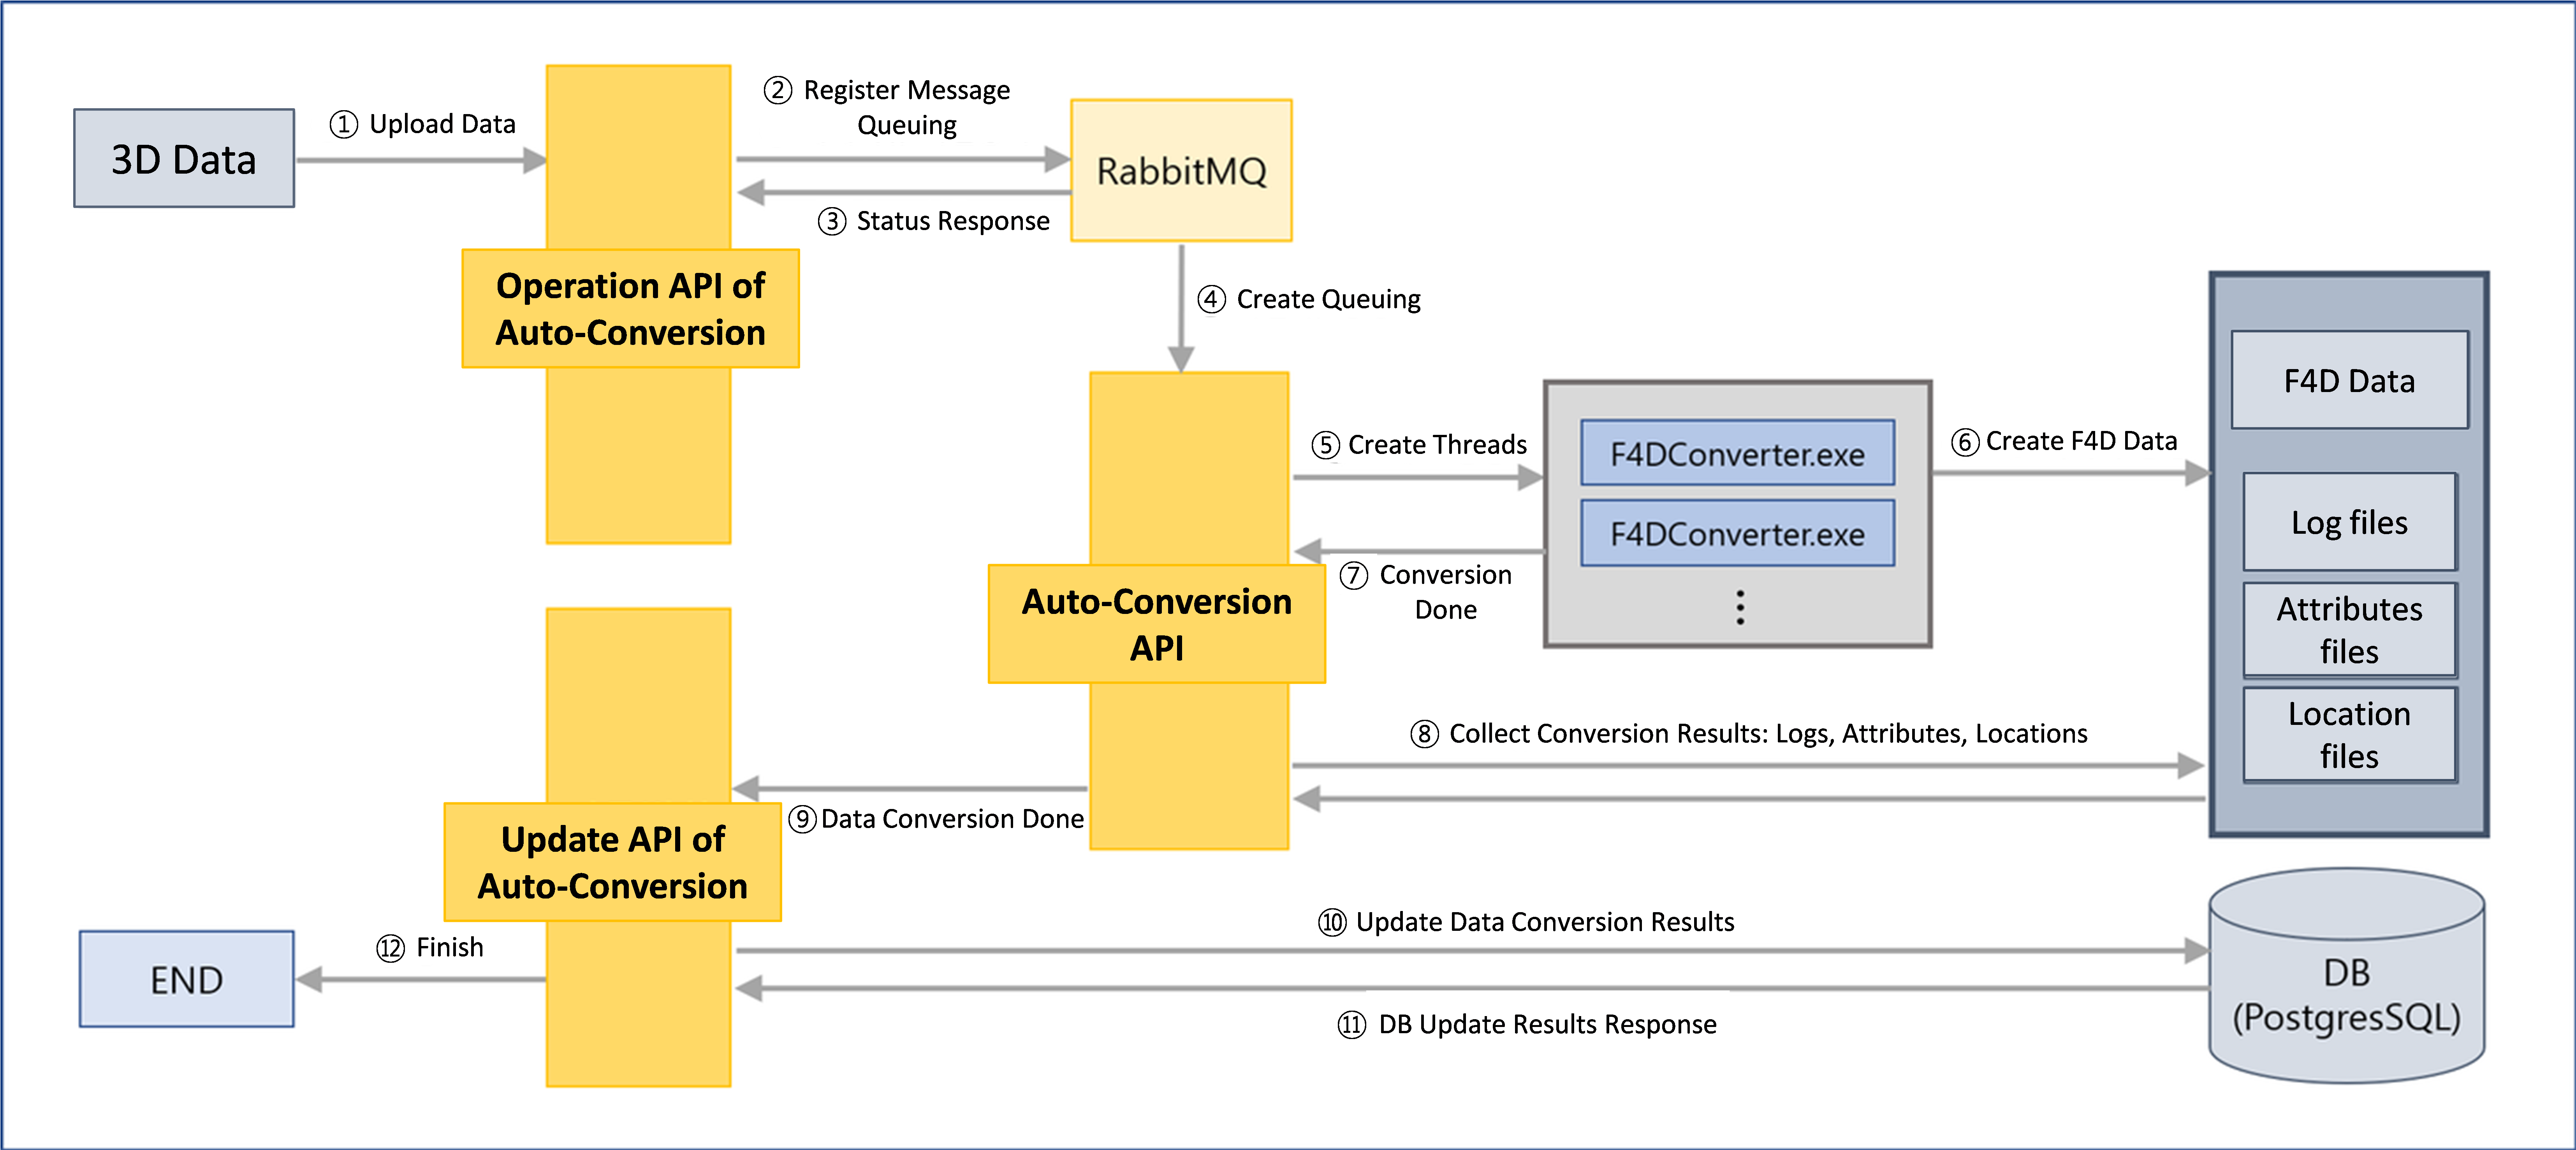 3D Data
① Upload Data
② Register Message
Queuing
RabbitMQ
③ Status Response
Operation API of
Auto-Conversion
④ Create Queuing
⑤ Create Threads
F4DConverter.exe
F4DConverter.exe
⋮
⑥ Create F4D Data
F4D Data
Log files
Attributes
files
Location
files
⑦ Conversion
Done
Auto-Conversion
API
⑧ Collect Conversion Results: Logs, Attributes, Locations
⑨ Data Conversion Done
Update API of
Auto-Conversion
⑩ Update Data Conversion Results
DB
(PostgresSQL)
⑪ DB Update Results Response
⑫ Finish
END